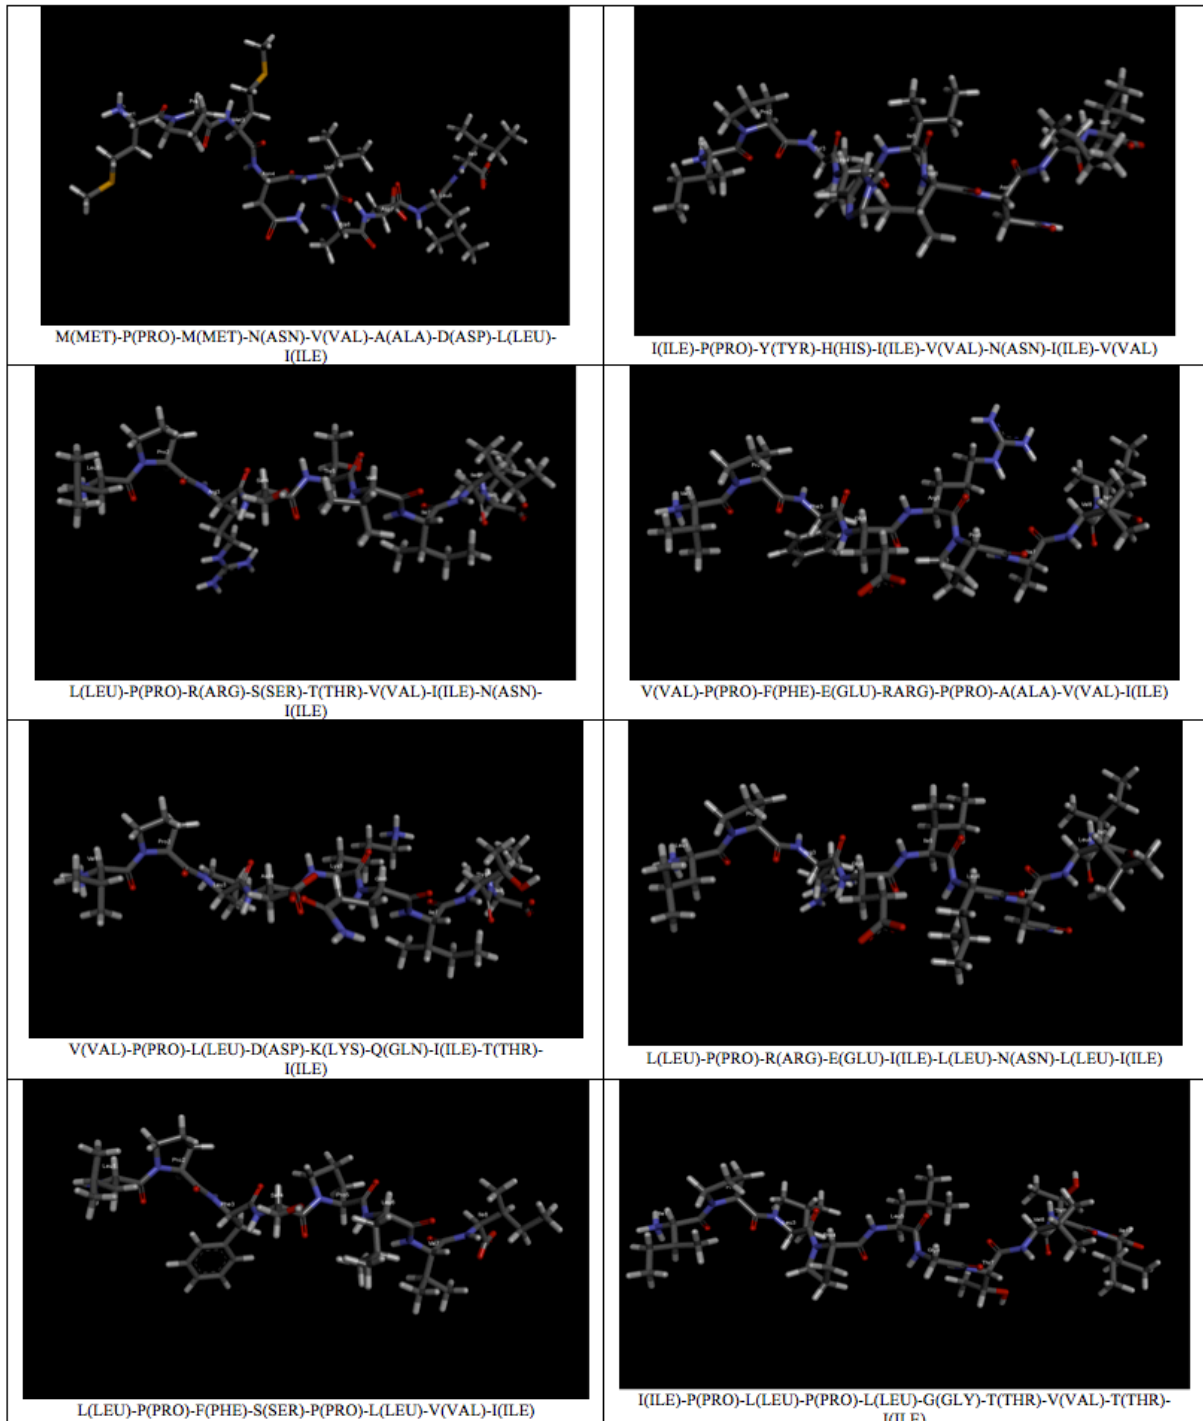 M(MET)-P(PRO)-M(MET)-N(ASN)-V(VAL)-A(ALA)-D(ASP)-L(LEU)-
I(ILE)
I(ILE)-P(PRO)-Y(TYR)-H(HIS)-I(ILE)-V(VAL)-N(ASN)-I(ILE)-V(VAL)
L(LEU)-P(PRO)-R(ARG)-S(SER)-T(THR)-V(VAL)-I(ILE)-N(ASN)-
I(ILE)
V(VAL)-P(PRO)-F(PHE)-E(GLU)-RARG)-P(PRO)-A(ALA)-V(VAL)-I(ILE)
V(VAL)-P(PRO)-L(LEU)-D(ASP)-K(LYS)-Q(GLN)-I(ILE)-T(THR)-
I(ILE)
L(LEU)-P(PRO)-R(ARG)-E(GLU)-I(ILE)-L(LEU)-N(ASN)-L(LEU)-I(ILE)
L(LEU)-P(PRO)-F(PHE)-S(SER)-P(PRO)-L(LEU)-V(VAL)-I(ILE)
I(ILE)-P(PRO)-L(LEU)-P(PRO)-L(LEU)-G(GLY)-T(THR)-V(VAL)-T(THR)-
I(ILE)